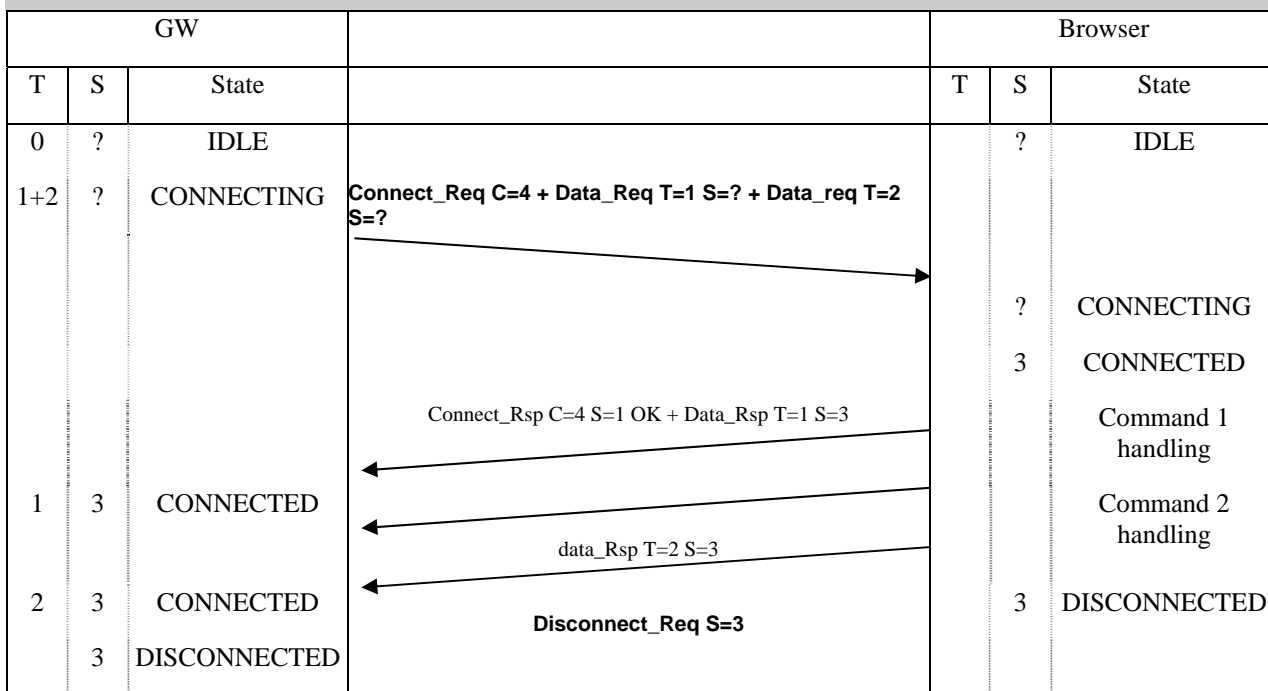 GW Browser
T S State T S State
0 ? IDLE ? IDLE
1+2 ? CONNECTING Connect_Req C=4 + Data_Req T=1 S=? + Data_req T=2
S=?
? CONNECTING
3 CONNECTED
Connect_Rsp C=4 S=1 OK + Data_Rsp T=1 S=3 Command 1
handling
1 3 CONNECTED Command 2
handling
data_Rsp T=2 S=3
2 3 CONNECTED 3 DISCONNECTED
Disconnect_Req S=3
3 DISCONNECTED